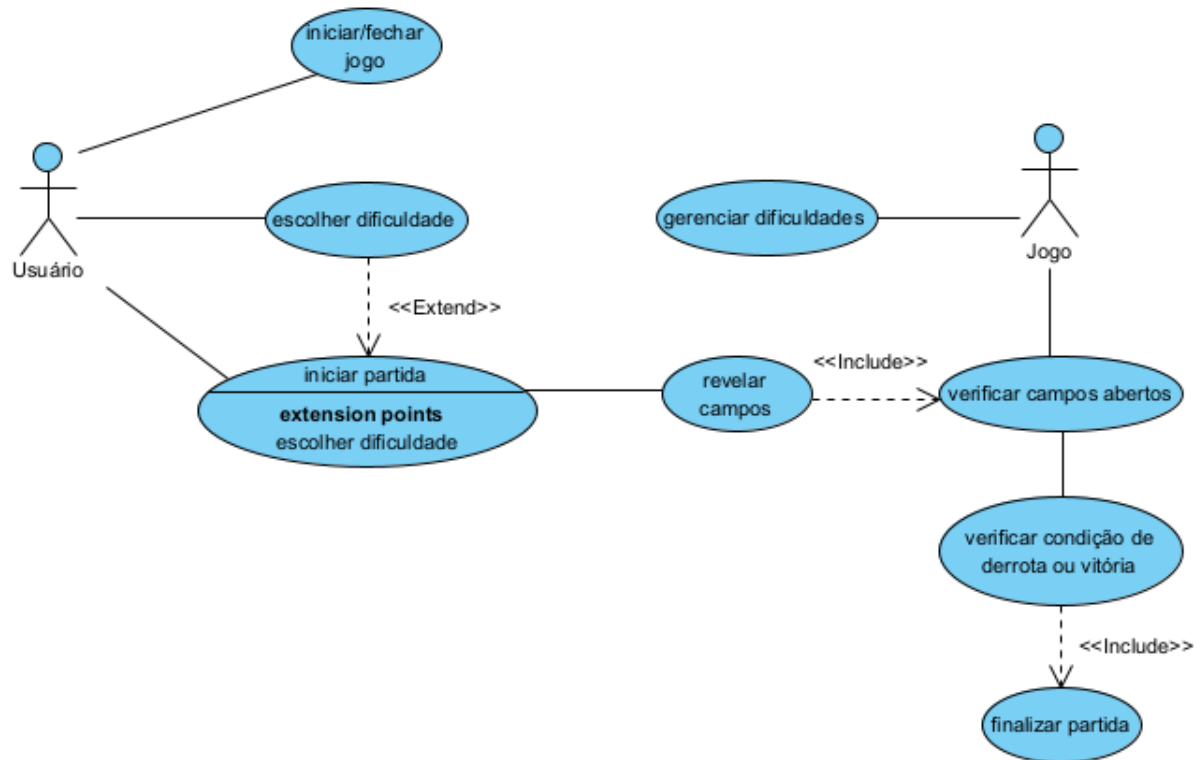 iniciar/fechar
jogo
escolher dificuldade
gerenciar dificuldades
Usuário
Jogo
<<Extend>>
iniciar partida
extension points
escolher dificuldade
revelar
campos
<<Include>>
verificar campos abertos
verificar condição de
derrota ou vitória
<<Include>>
finalizar partida